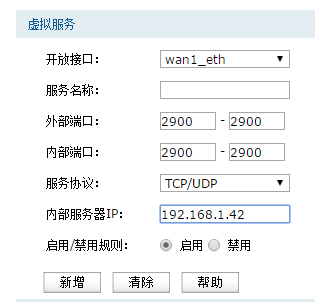 虚拟服务
开放接口： wan1_eth
服务名称：
外部端口： 2900 - 2900
内部端口： 2900 - 2900
服务协议： TCP/UDP
内部服务器IP： 192.168.1.42
启用/禁用规则： 启用 禁用
新增 清除 帮助